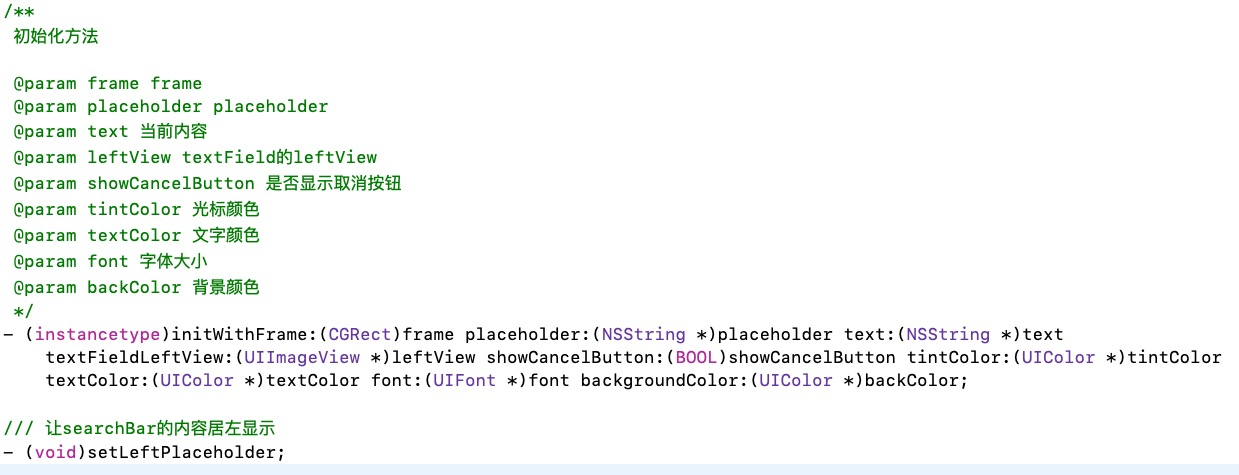 /**
初始化方法
@param frame frame
@param placeholder placeholder
@param text 当前内容
@param leftView textField的leftView
@param showCancelButton 是否显示取消按钮
@param tintColor 光标颜色
@param textColor 文字颜色
@param font 字体大小
@param backColor 背景颜色
*/
- (instancetype)initWithFrame:(CGRect)frame placeholder:(NSString *)placeholder text:(NSString *)text
textFieldLeftView:(UIImageView *)leftView showCancelButton:(BOOL)showCancelButton tintColor:(UIColor *)tintColor
textColor:(UIColor *)textColor font:(UIFont *)font backgroundColor:(UIColor *)backColor;
/// 让searchBar的内容居左显示
- (void)setLeftPlaceholder;